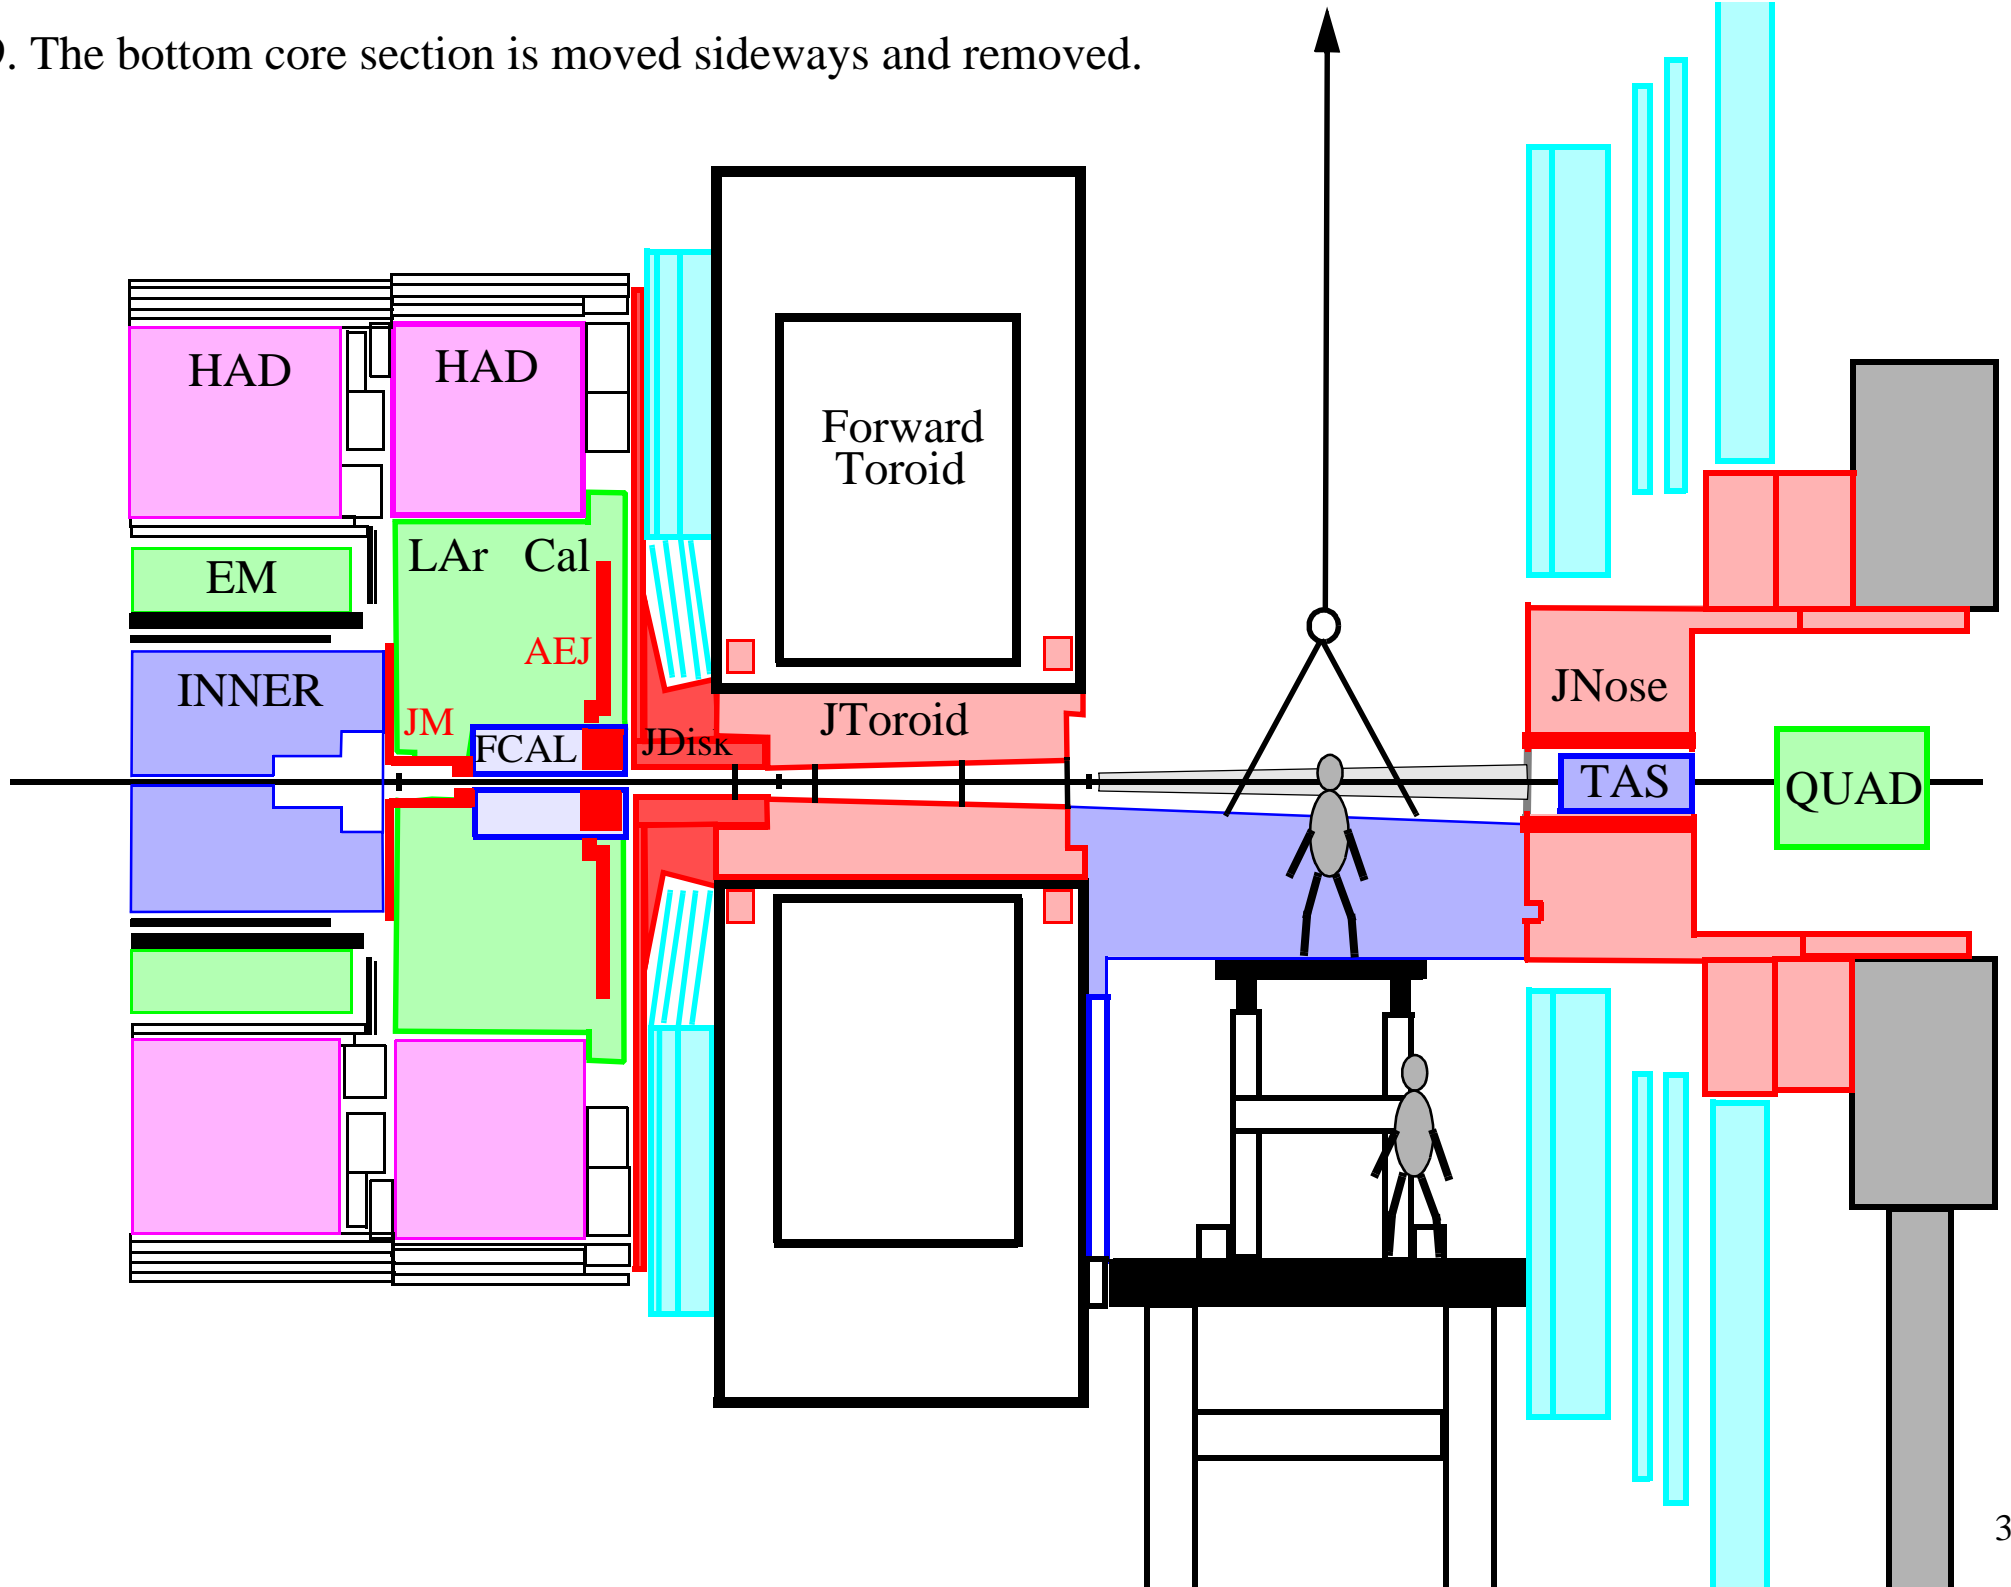 . The bottom core section is moved sideways and removed.
HAD
HAD
Forward
Toroid
LAr Cal
EM
AEJ
INNER
JNose
JM
JToroid
FCAL
JDisk
TAS
QUAD
3